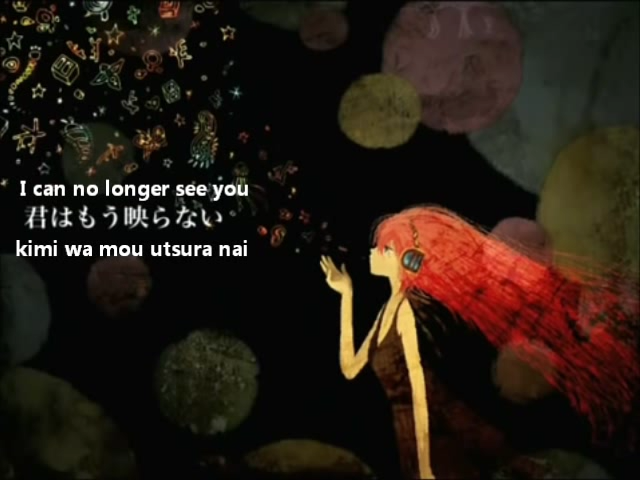 I can no longer see you
君はもう映らない
kimi wa mou utsura nai